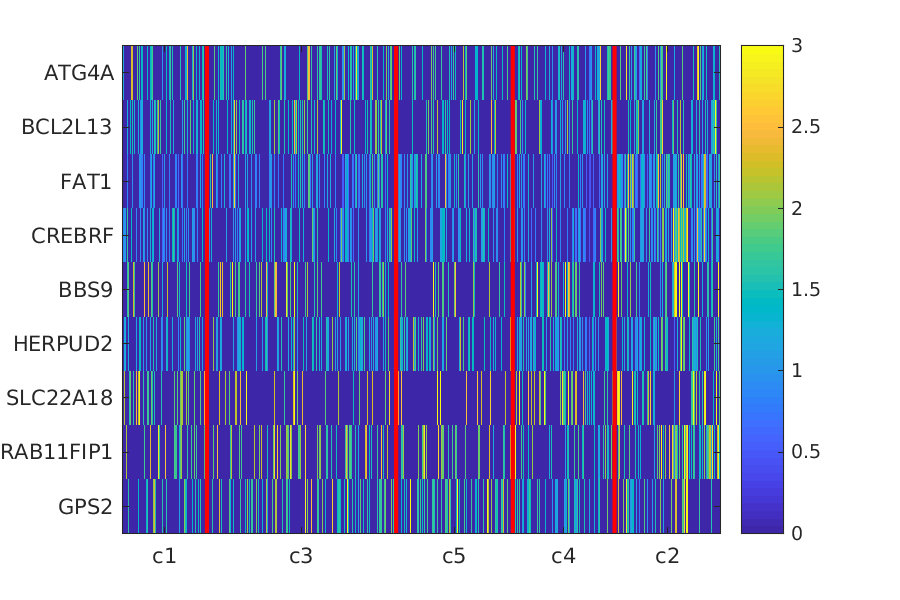 ATG4A
BCL2L13
FAT1
CREBRF
BBS9
HERPUD2
SLC22A18
RAB11FIP1
GPS2
c1 c3 c5 c4 c2
3
2.5
2
1.5
1
0.5
0